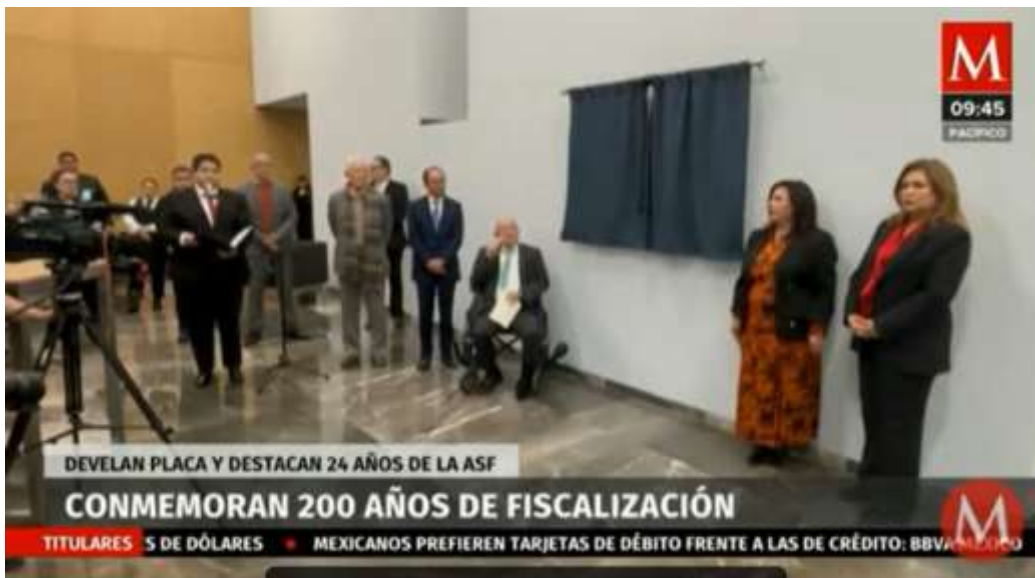 M
09:45
PACÍFICO
DEVELAN PLACA Y DESTACAN 24 AÑOS DE LA ASF
CONMEMORAN 200 AÑOS DE FISCALIZACIÓN
TITULARES S DE DÓLARES • MEXICANOS PREFIEREN TARJETAS DE DÉBITO FRENTE A LAS DE CRÉDITO: BBVA MÉXICO
M